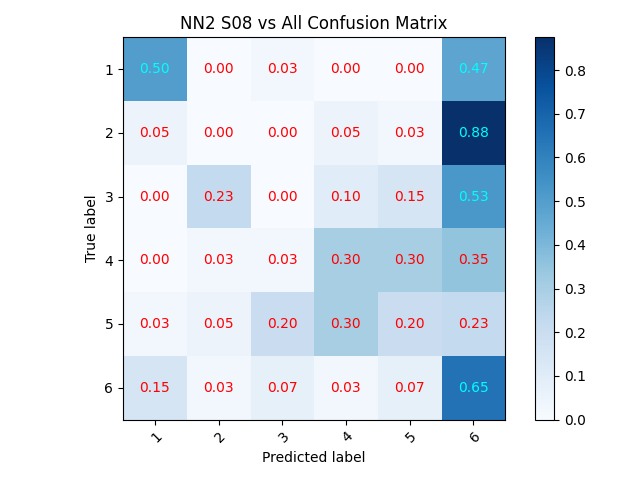 NN2 S08 vs All Confusion Matrix
1 0.50 0.00 0.03 0.00 0.00 0.47
2 0.05 0.00 0.00 0.05 0.03 0.88
3 0.00 0.23 0.00 0.10 0.15 0.53
4 0.00 0.03 0.03 0.30 0.30 0.35
5 0.03 0.05 0.20 0.30 0.20 0.23
6 0.15 0.03 0.07 0.03 0.07 0.65
1 2 3 4 5 6
True label
Predicted label
0.8
0.7
0.6
0.5
0.4
0.3
0.2
0.1
0.0